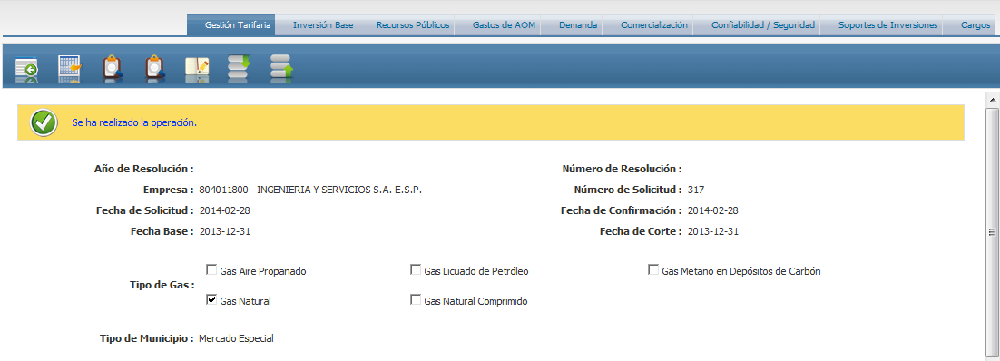 Gestión Tarifaria Inversión Base Recursos Públicos Gastos de AOM Demanda Comercialización Confiabilidad / Seguridad Soportes de Inversiones Cargos
Se ha realizado la operación.
Año de Resolución : Número de Resolución :
Empresa : 804011800 - INGENIERIA Y SERVICIOS S.A. E.S.P. Número de Solicitud : 317
Fecha de Solicitud : 2014-02-28 Fecha de Confirmación : 2014-02-28
Fecha Base : 2013-12-31 Fecha de Corte : 2013-12-31
Gas Aire Propanado Gas Licuado de Petróleo Gas Metano en Depósitos de Carbón
Tipo de Gas :
Gas Natural Gas Natural Comprimido
Tipo de Municipio : Mercado Especial